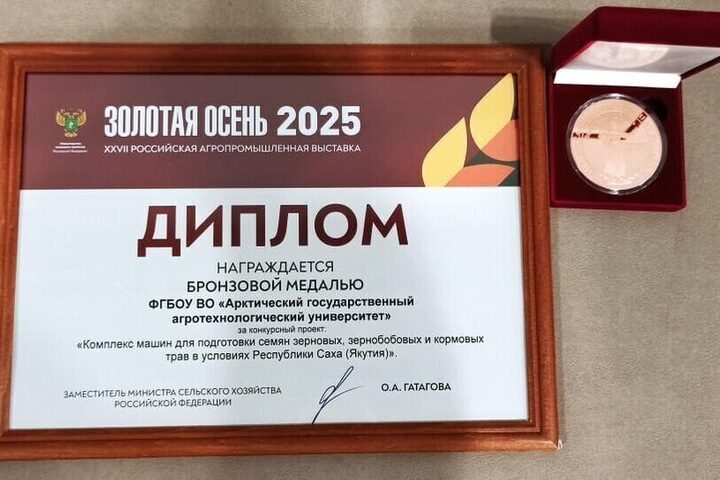 ЗОЛОТАЯ ОСЕНЬ 2025
XXVII РОССИЙСКАЯ АГРОПРОМЫШЛЕННАЯ ВЫСТАВКА
ДИПЛОМ
НАГРАЖДАЕТСЯ
БРОНЗОВОЙ МЕДАЛЬЮ
ФГБОУ ВО «Арктический государственный
агротехнологический университет»
за конкурсный проект:
«Комплекс машин для подготовки семян зерновых, зернобобовых и кормовых
трав в условиях Республики Саха (Якутия)».
ЗАМЕСТИТЕЛЬ МИНИСТРА СЕЛЬСКОГО ХОЗЯЙСТВА
РОССИЙСКОЙ ФЕДЕРАЦИИ
О.А. ГАТАГОВА